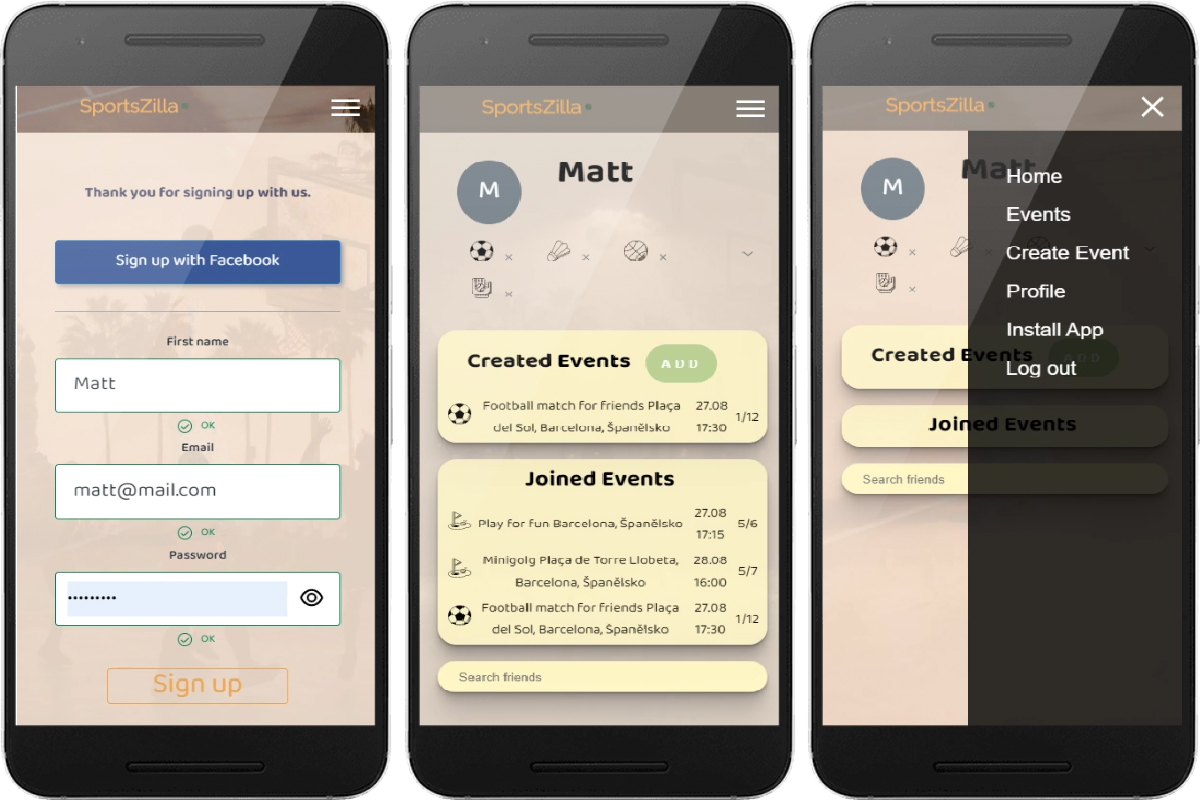 SportsZilla
Thank you for signing up with us.
Sign up with Facebook
First name
Matt
OK
Email
matt@mail.com
OK
Password
OK
Sign up
SportsZilla
Matt
M
Created Events
ADD
Football match for friends Plaça
del Sol, Barcelona, Španělsko
27.08
17:30
1/12
Joined Events
Play for fun Barcelona, Španělsko
27.08
17:15
5/6
Minigolg Plaça de Torre Llobeta,
Barcelona, Španělsko
28.08
16:00
5/7
Football match for friends Plaça
del Sol, Barcelona, Španělsko
27.08
17:30
1/12
Search friends
SportsZilla
M
Matt
Home
Events
Create Event
Profile
Install App
Log out
Created Events
ADD
Joined Events
Search friends